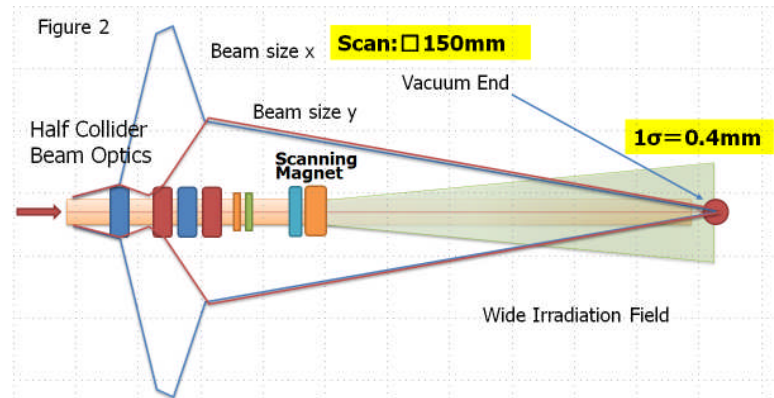 Figure 2
Beam size x
Scan:□150mm
Vacuum End
Beam size y
1σ＝0.4mm
Half Collider
Beam Optics
Scanning
Magnet
Wide Irradiation Field